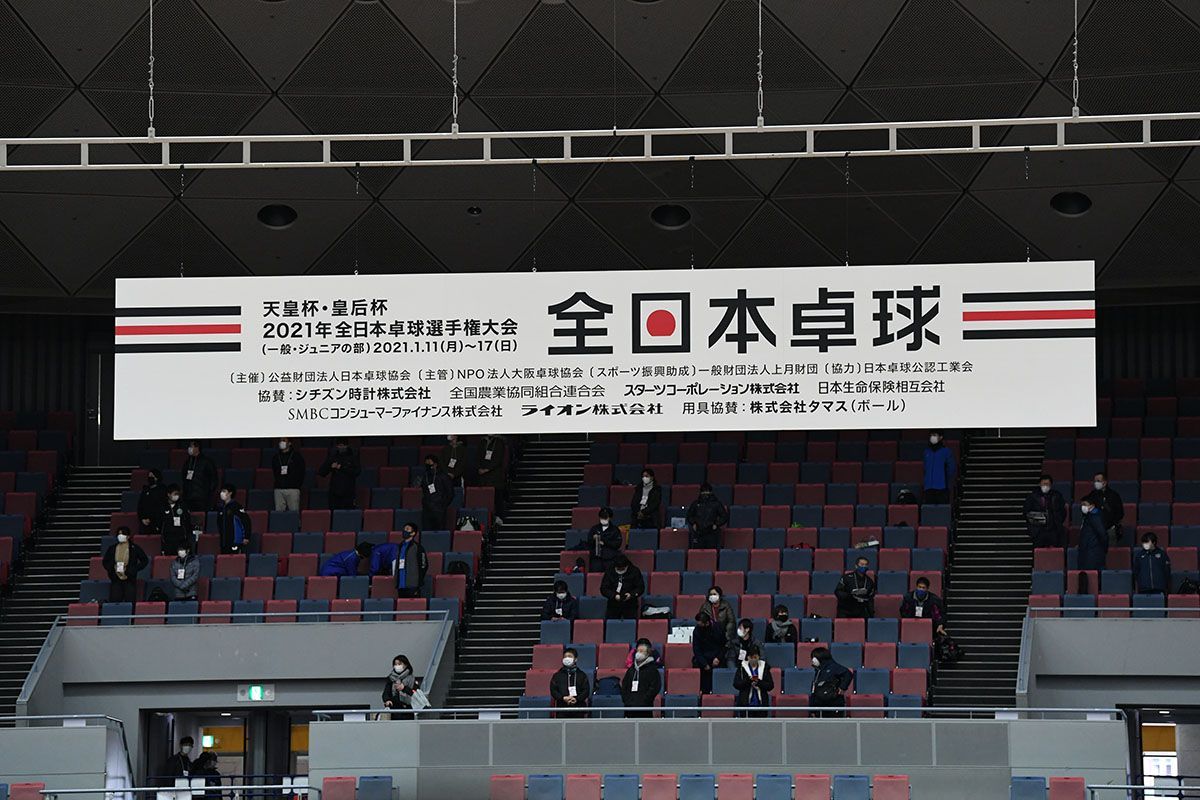 天皇杯・皇后杯
2021年全日本卓球選手権大会
(一般・ジュニアの部)2021.1.11(月)~17(日)
全日本卓球
〔主催〕公益財団法人日本卓球協会〔主管〕NPO法人大阪卓球協会〔スポーツ振興助成〕一般財団法人上月財団〔協力〕日本卓球公認工業会
協賛:シチズン時計株式会社 全国農業協同組合連合会 スターツコーポレーション株式会社 日本生命保険相互会社
SMBCコンシューマーファイナンス株式会社 ライオン株式会社 用具協賛:株式会社タマス(ボール)